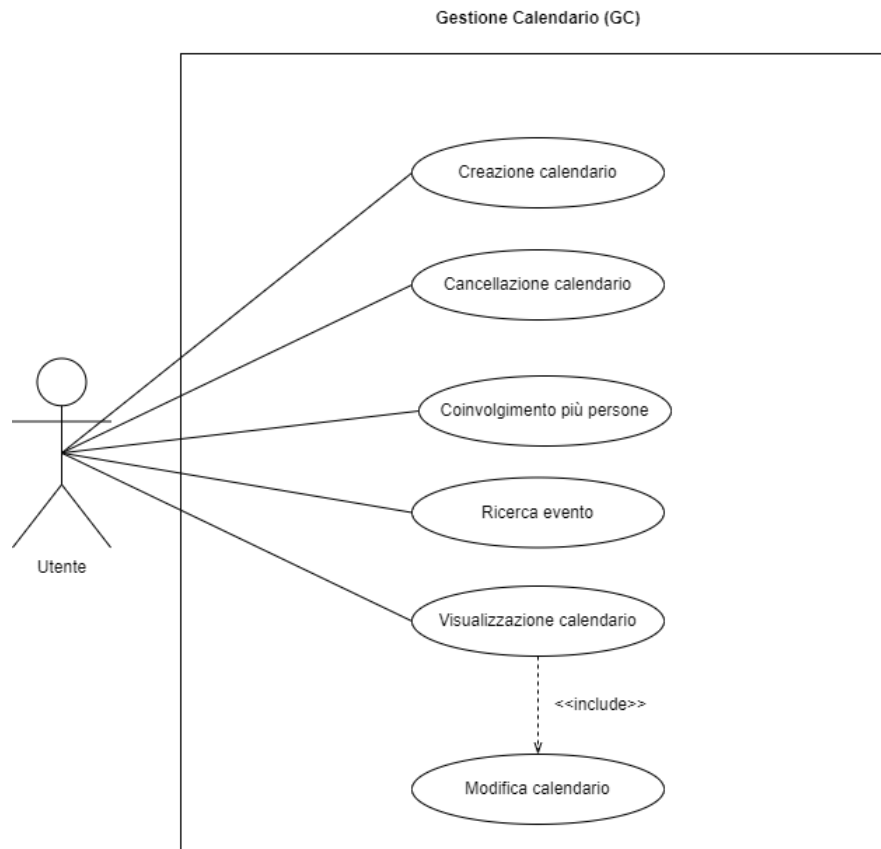 Gestione Calendario (GC)
Creazione calendario
Cancellazione calendario
Coinvolgimento più persone
Ricerca evento
Utente
Visualizzazione calendario
<<include>>
Modifica calendario